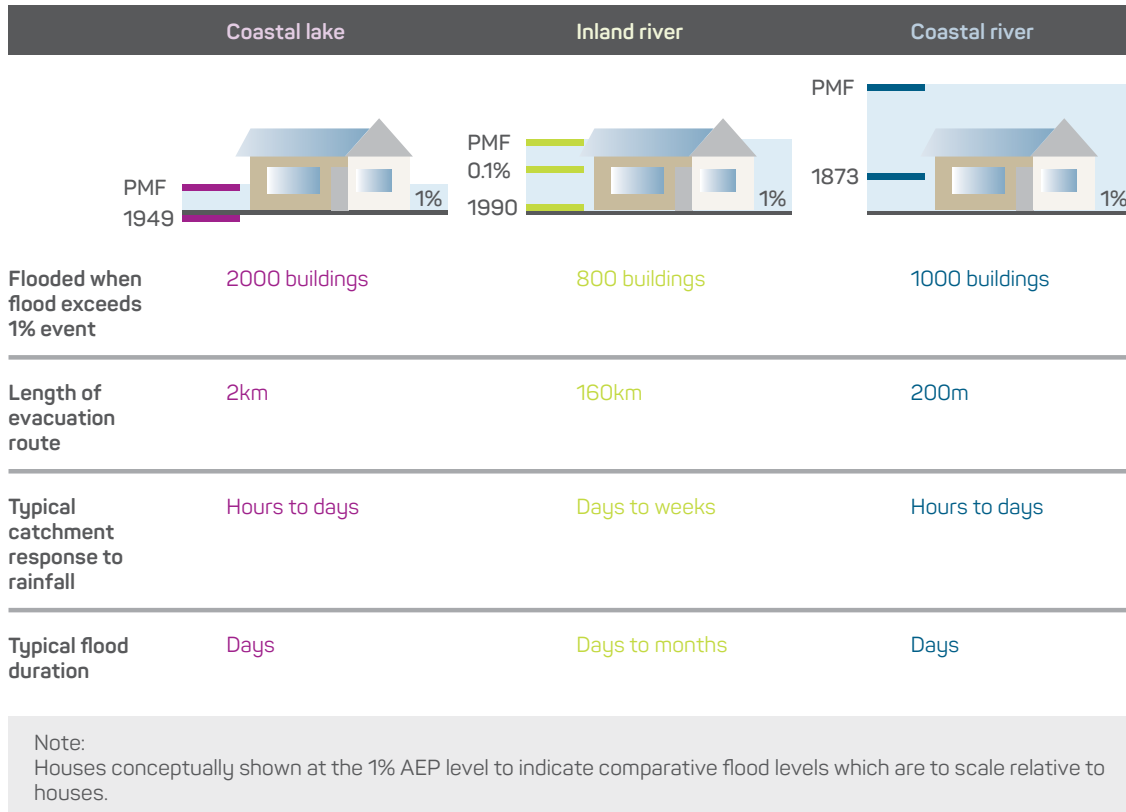 Coastal lake
Inland river
Coastal river
PMF
1949
1%
PMF
0.1%
1990
1%
PMF
1873
1%
Flooded when
flood exceeds
1% event
2000 buildings
800 buildings
1000 buildings
Length of
evacuation
route
2km
160km
200m
Typical
catchment
response to
rainfall
Hours to days
Days to weeks
Hours to days
Typical flood
duration
Days
Days to months
Days
Note:
Houses conceptually shown at the 1% AEP level to indicate comparative flood levels which are to scale relative to
houses.